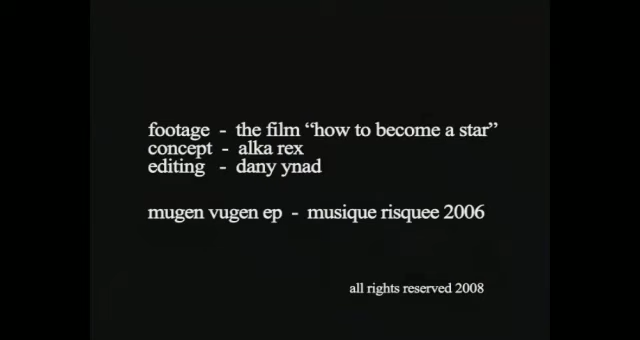 footage - the film “how to become a star”
concept - alka rex
editing - dany ynad
mugen vugen ep - musique risquee 2006
all rights reserved 2008